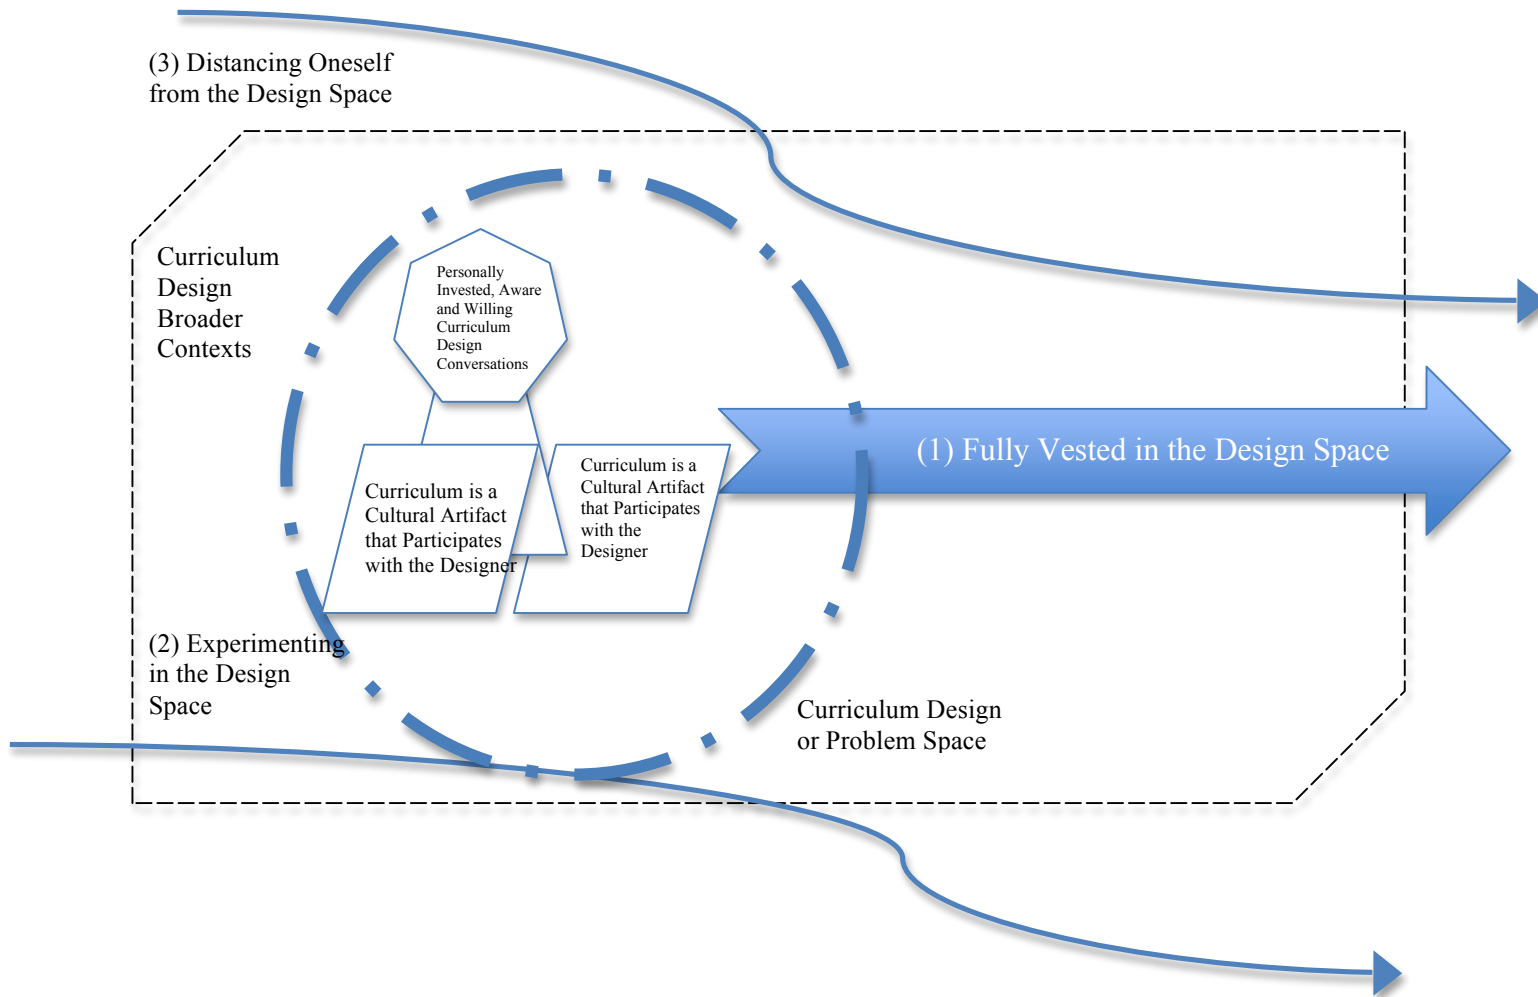 (3) Distancing Oneself
from the Design Space
Curriculum
Design
Broader
Contexts
Personally
Invested, Aware
and Willing
Curriculum
Design
Conversations
(1) Fully Vested in the Design Space
Curriculum is a
Cultural Artifact
that Participates
with the Designer
Curriculum is a
Cultural Artifact
that Participates
with the
Designer
(2) Experimenting
in the Design
Space
Curriculum Design
or Problem Space